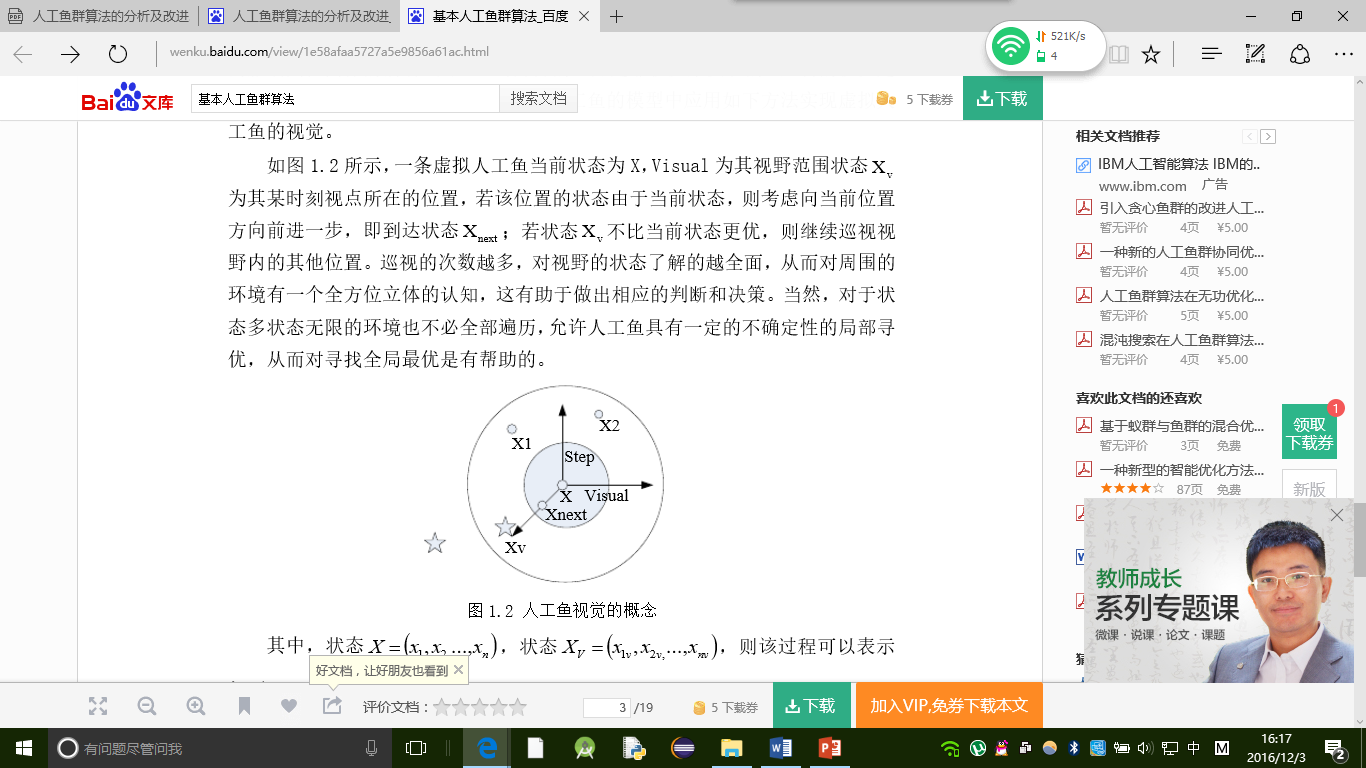 人工鱼群算法的分析及改进
人工鱼群算法的分析及改进_
基本人工鱼群算法_百度
wenku.baidu.com/view/1e58afaa5727a5e9856a61ac.html
521K/s
4
Bai du 文库
基本人工鱼群算法
搜索文档
5 下载券
下载
工鱼的视觉。
如图 1.2 所示，一条虚拟人工鱼当前状态为 X，Visual 为其视野范围状态 Xv
为其某时刻视点所在的位置，若该位置的状态由于当前状态，则考虑向当前位置
方向前进一步，即到达状态 Xnext；若状态 Xv 不比当前状态更优，则继续巡视视
野内的其他位置。巡视的次数越多，对视野的状态了解的越全面，从而对周围的
环境有一个全方位立体的认知，这有助于做出相应的判断和决策。当然，对于状
态多状态无限的环境也不必全部遍历，允许人工鱼具有一定的不确定性的局部寻
优，从而对寻找全局最优是有帮助的。
X1
X2
Step
X
Visual
Xnext
Xv
图 1.2 人工鱼视觉的概念
其中，状态 X=(x1,x2...,xn)，状态 XV=(x1v,x2v,...,xnv)，则该过程可以表示
好文档，让好朋友也看到
评价文档：
3 /19
5 下载券
下载
加入VIP,免券下载本文
相关文档推荐
IBM人工智能算法 IBM的..
www.ibm.com 广告
引入贪心鱼群的改进人工...
暂无评价 4页 ¥5.00
一种新的人工鱼群协同优...
暂无评价 4页 ¥5.00
人工鱼群算法在无功优化...
暂无评价 5页 ¥5.00
混沌搜索在人工鱼群算法...
暂无评价 4页 ¥5.00
喜欢此文档的还喜欢
基于蚁群与鱼群的混合优...
暂无评价 3页 免费
一种新型的智能优化方法...
87页 免费
领取
下载券
1
新版
教师成长
系列专题课
微课·说课·论文·课题
有问题尽管问我
中
M
16:17
2016/12/3
2